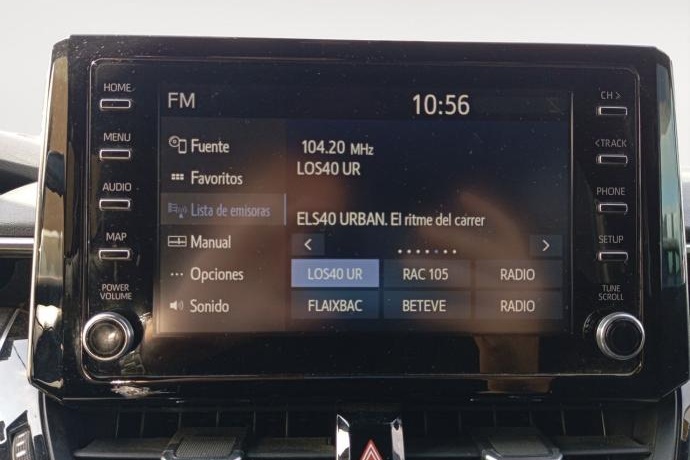 HOME
MENU
AUDIO
MAP
POWER
VOLUME
FM
10:56
Fuente
Favoritos
Lista de emisoras
Manual
Opciones
Sonido
104.20 MHz
LOS40 UR
ELS40 URBAN. El ritme del carrer
< >
LOS40 UR RAC 105 RADIO
FLAIXBAC BETEVE RADIO
CH >
< TRACK
PHONE
SETUP
TUNE
SCROLL